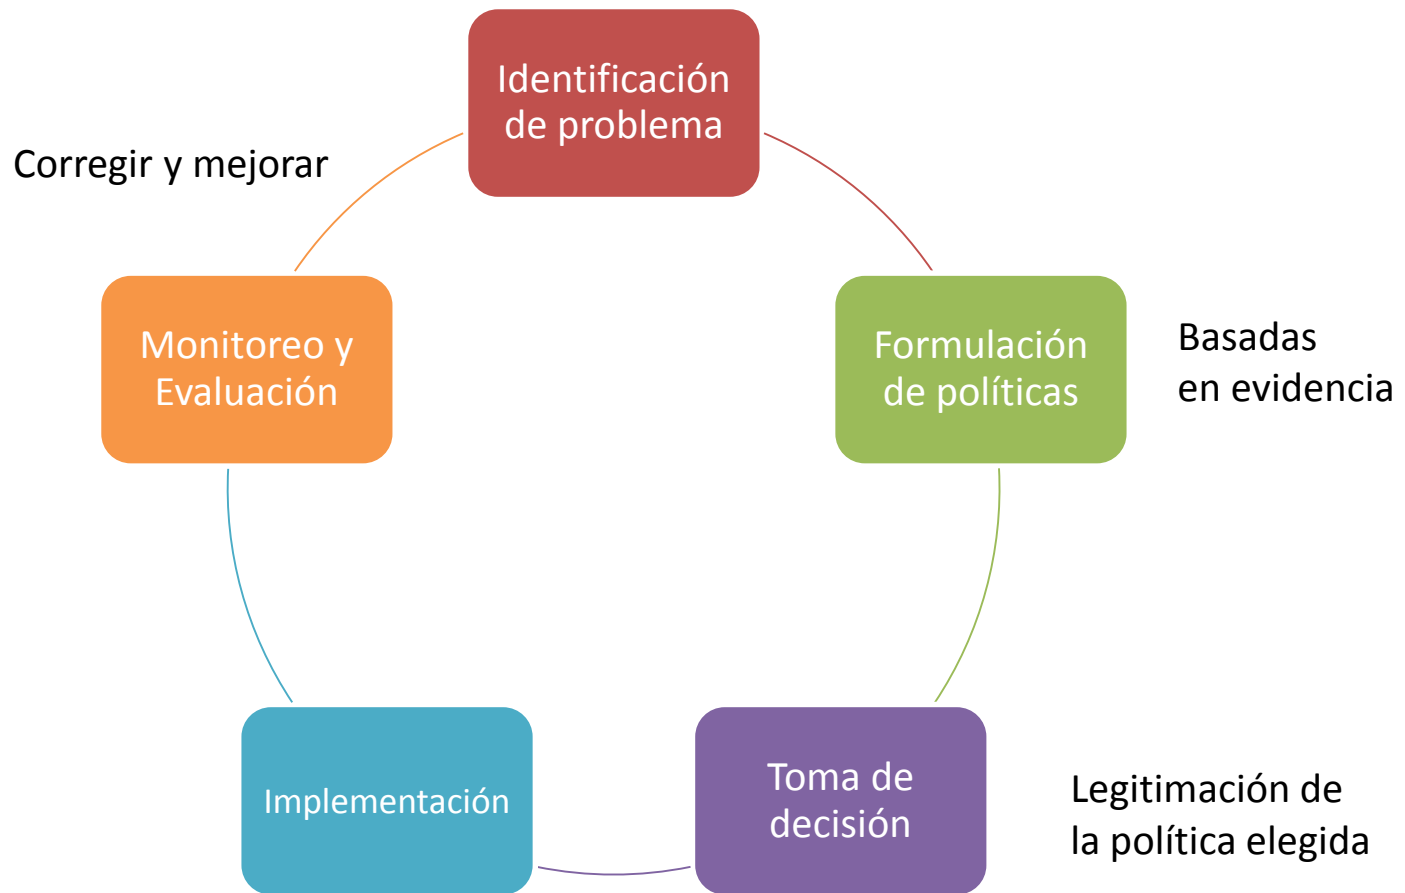 Identificación
de problema
Corregir y mejorar
Monitoreo y
Evaluación
Formulación
de políticas
Basadas
en evidencia
Implementación
Toma de
decisión
Legitimación de
la política elegida